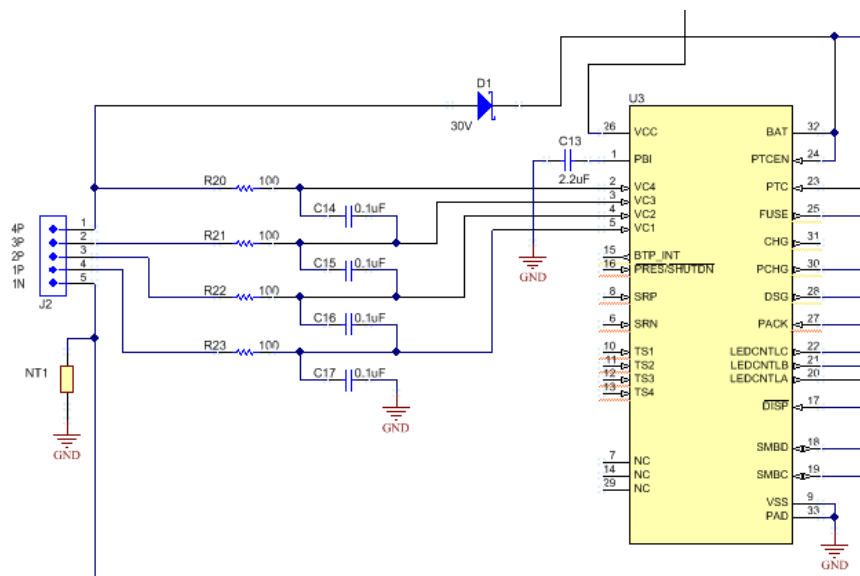 D1
30V
U3
26
VCC
BAT
32
C13
2.2uF
1
PBI
PTCEN
24
R20
100
2
VC4
PTC
23
C14
0.1uF
3
VC3
4
VC2
FUSE
25
4P
1
5
VC1
3P
2
R21
100
CHG
31
2P
3
15
BTP_INT
1P
4
C15
0.1uF
16
PRES/SHUTDN
PCHG
30
1N
5
GND
J2
R22
100
8
SRP
DSG
28
C16
0.1uF
6
SRN
PACK
27
R23
100
10
TS1
LEDCNTLC
22
11
TS2
LEDCNTLB
21
NT1
C17
0.1uF
12
TS3
LEDCNTLA
20
13
TS4
DISP
17
GND
GND
SMBD
18
7
NC
14
NC
SMBC
19
29
NC
VSS
9
PAD
33
GND